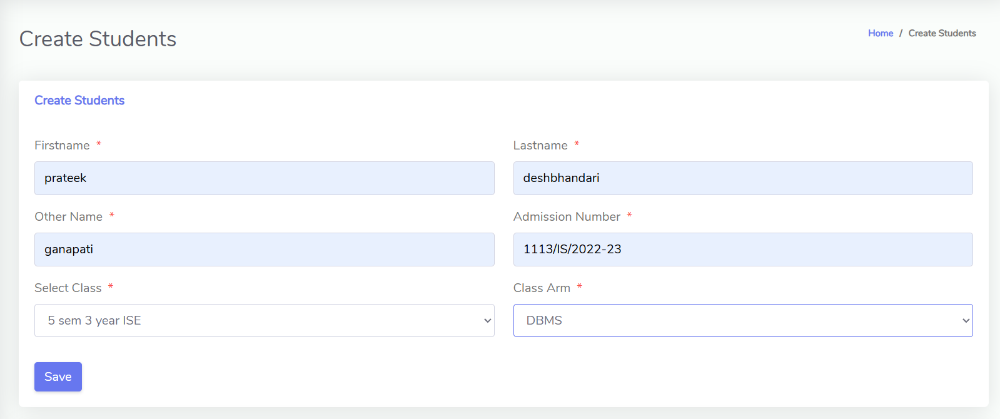 Create Students
Home / Create Students
Create Students
Firstname *
Lastname *
prateek
deshbhandari
Other Name *
Admission Number *
ganapati
1113/IS/2022-23
Select Class *
Class Arm *
5 sem 3 year ISE
DBMS
Save